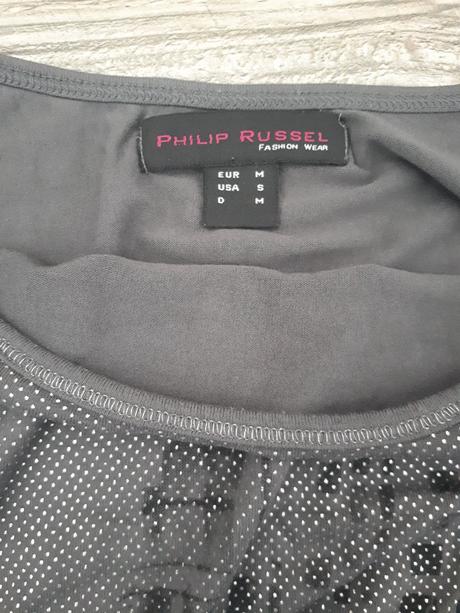 PHILIP RUSSEL
FASHION WEAR
EUR M
USA S
D M